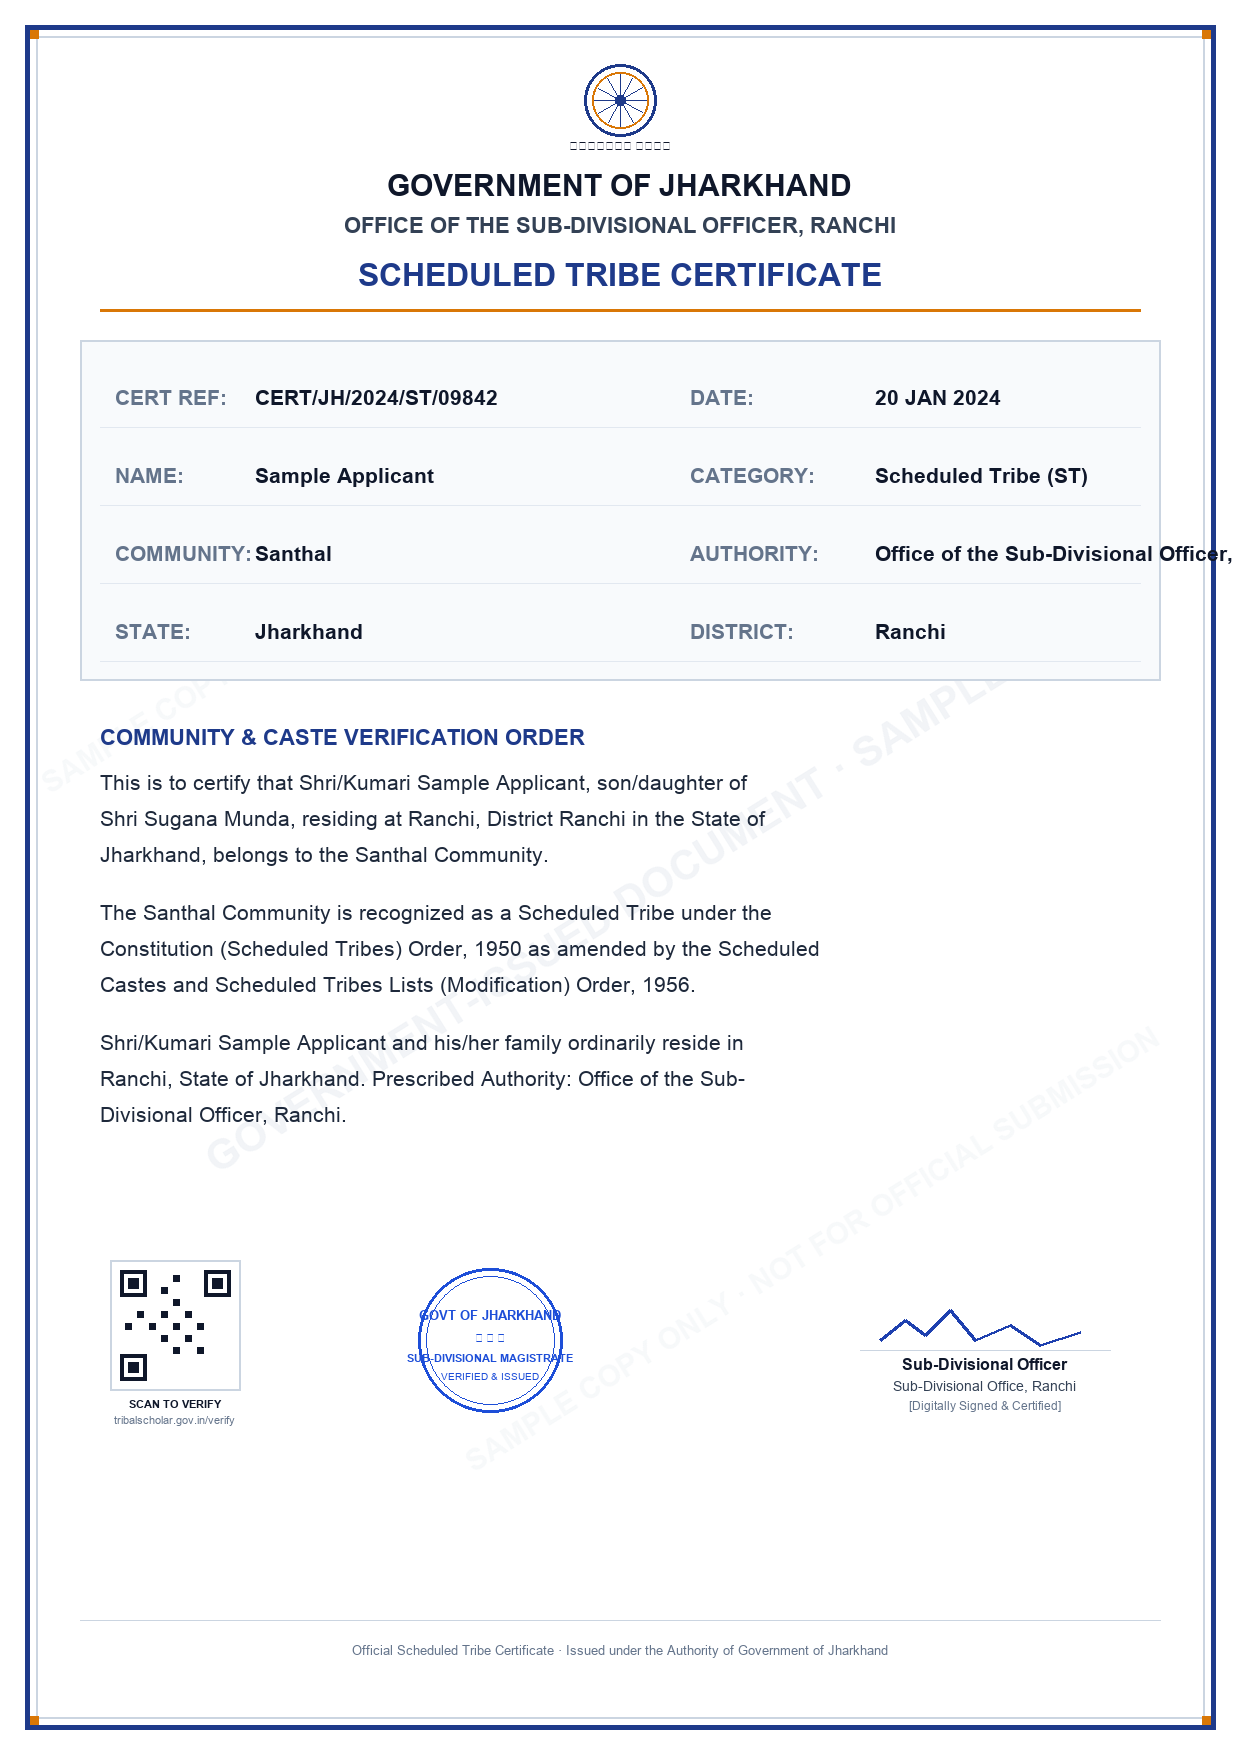 GOVERNMENT OF JHARKHAND
OFFICE OF THE SUB-DIVISIONAL OFFICER, RANCHI
SCHEDULED TRIBE CERTIFICATE
CERT REF: CERT/JH/2024/ST/09842 DATE: 20 JAN 2024
NAME: Sample Applicant CATEGORY: Scheduled Tribe (ST)
COMMUNITY: Santhal AUTHORITY: Office of the Sub-Divisional Officer,
STATE: Jharkhand DISTRICT: Ranchi
SAMPLE COPY
GOVERNMENT-ISSUED DOCUMENT · SAMPLE
COMMUNITY & CASTE VERIFICATION ORDER
This is to certify that Shri/Kumari Sample Applicant, son/daughter of
Shri Sugana Munda, residing at Ranchi, District Ranchi in the State of
Jharkhand, belongs to the Santhal Community.
The Santhal Community is recognized as a Scheduled Tribe under the
Constitution (Scheduled Tribes) Order, 1950 as amended by the Scheduled
Castes and Scheduled Tribes Lists (Modification) Order, 1956.
Shri/Kumari Sample Applicant and his/her family ordinarily reside in
Ranchi, State of Jharkhand. Prescribed Authority: Office of the Sub-
Divisional Officer, Ranchi.
SAMPLE COPY ONLY · NOT FOR OFFICIAL SUBMISSION
SCAN TO VERIFY
tribalscholar.gov.in/verify
GOVT OF JHARKHAND
SUB-DIVISIONAL MAGISTRATE
VERIFIED & ISSUED
Sub-Divisional Officer
Sub-Divisional Office, Ranchi
[Digitally Signed & Certified]
Official Scheduled Tribe Certificate · Issued under the Authority of Government of Jharkhand